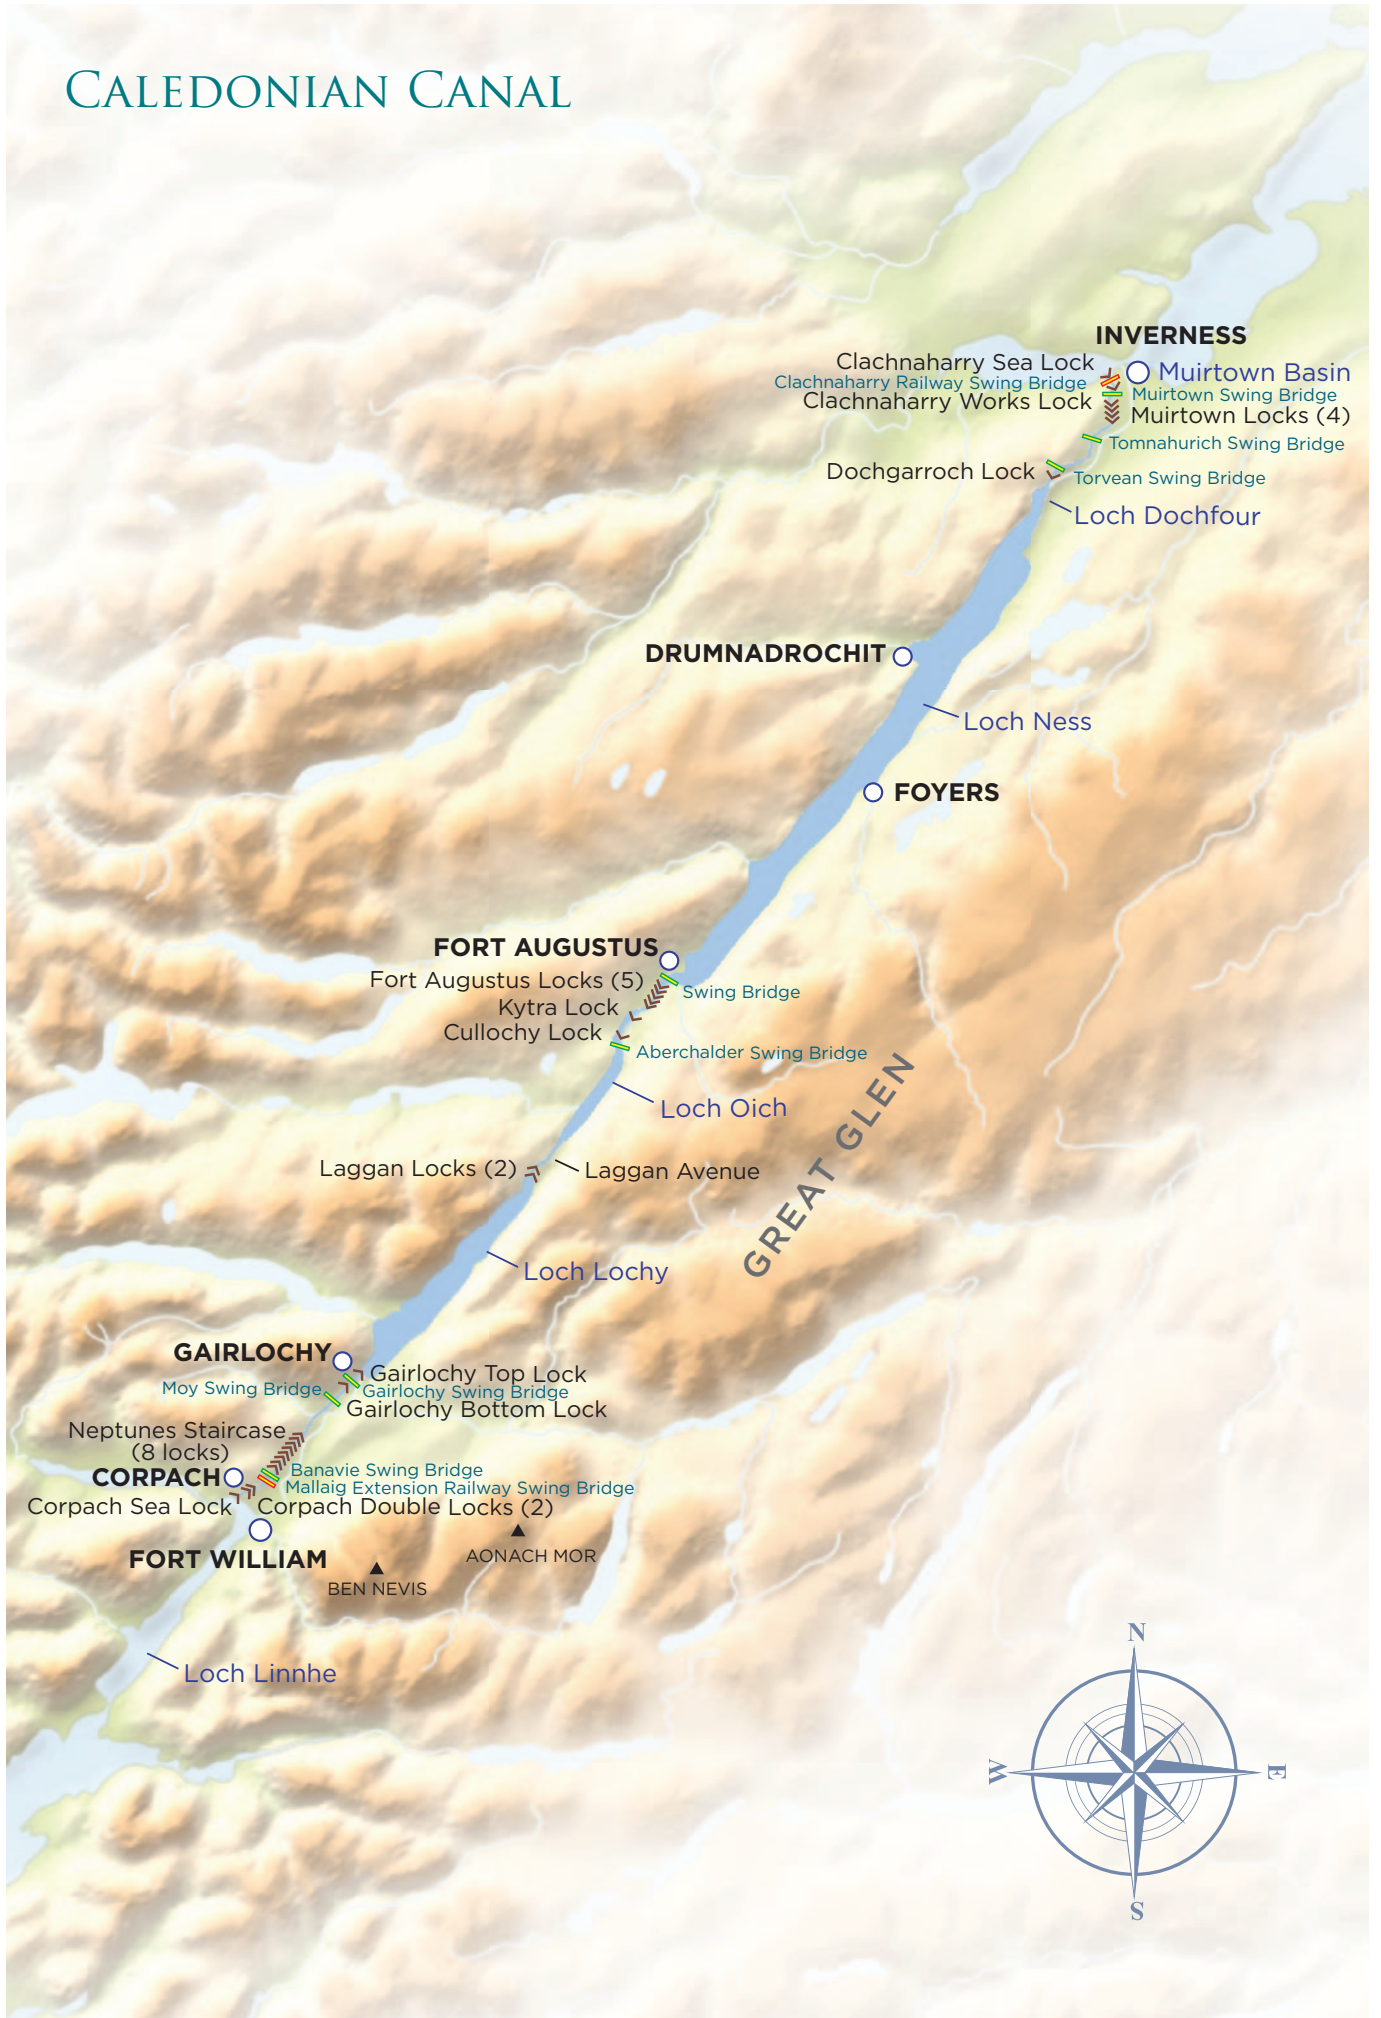 CALEDONIAN CANAL
INVERNESS
Clachnaharry Sea Lock
Muirtown Basin
Clachnaharry Railway Swing Bridge
Muirtown Swing Bridge
Clachnaharry Works Lock
Muirtown Locks (4)
Tomnahurich Swing Bridge
Dochgarroch Lock
Torvean Swing Bridge
Loch Dochfour
DRUMNADROCHIT
Loch Ness
FOYERS
FORT AUGUSTUS
Fort Augustus Locks (5)
Swing Bridge
Kytra Lock
Cullochy Lock
Aberchalder Swing Bridge
GREAT GLEN
Loch Oich
Laggan Locks (2)
Laggan Avenue
Loch Lochy
GAIRLOCHY
Gairlochy Top Lock
Moy Swing Bridge
Gairlochy Swing Bridge
Gairlochy Bottom Lock
Neptunes Staircase
(8 locks)
CORPACH
Banavie Swing Bridge
Mallaig Extension Railway Swing Bridge
Corpach Sea Lock
Corpach Double Locks (2)
FORT WILLIAM
AONACH MOR
BEN NEVIS
Loch Linnhe
N
W
E
S